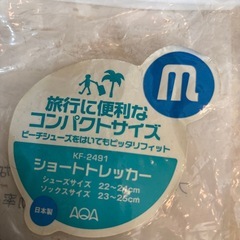 m
旅行に便利な
コンパクトサイズ
ビーチシューズをはいてもピッタリフィット
KF-2491
ショートトレッカー
シューズサイズ 22～24cm
ソックスサイズ 23～25cm
日本製
AQA